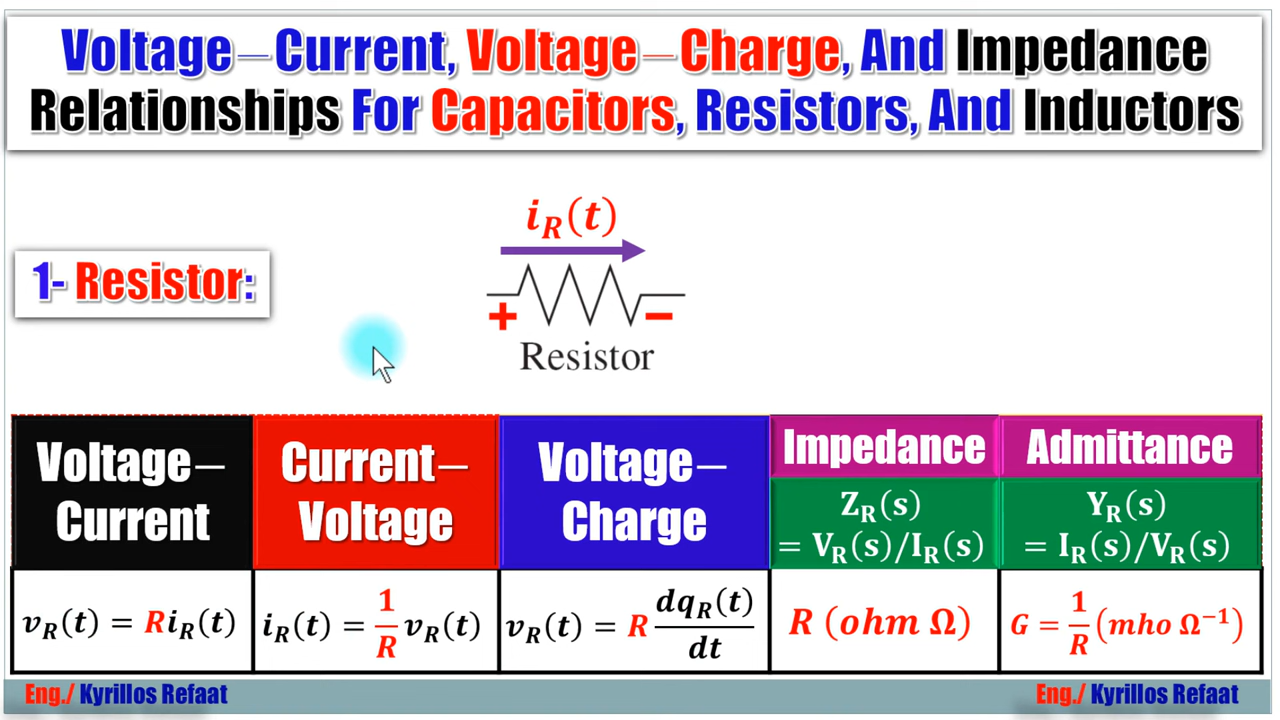 Voltage—Current, Voltage—Charge, And Impedance
Relationships For Capacitors, Resistors, And Inductors
i_R(t)
1- Resistor:
+ −
Resistor
Voltage—
Current
Current—
Voltage
Voltage—
Charge
Impedance
Z_R(s)
= V_R(s)/I_R(s)
Admittance
Y_R(s)
= I_R(s)/V_R(s)
v_R(t) = Ri_R(t)
i_R(t) = 1/R v_R(t)
v_R(t) = R dq_R(t)/dt
R (ohm Ω)
G = 1/R (mho Ω⁻¹)
Eng./ Kyrillos Refaat
Eng./ Kyrillos Refaat